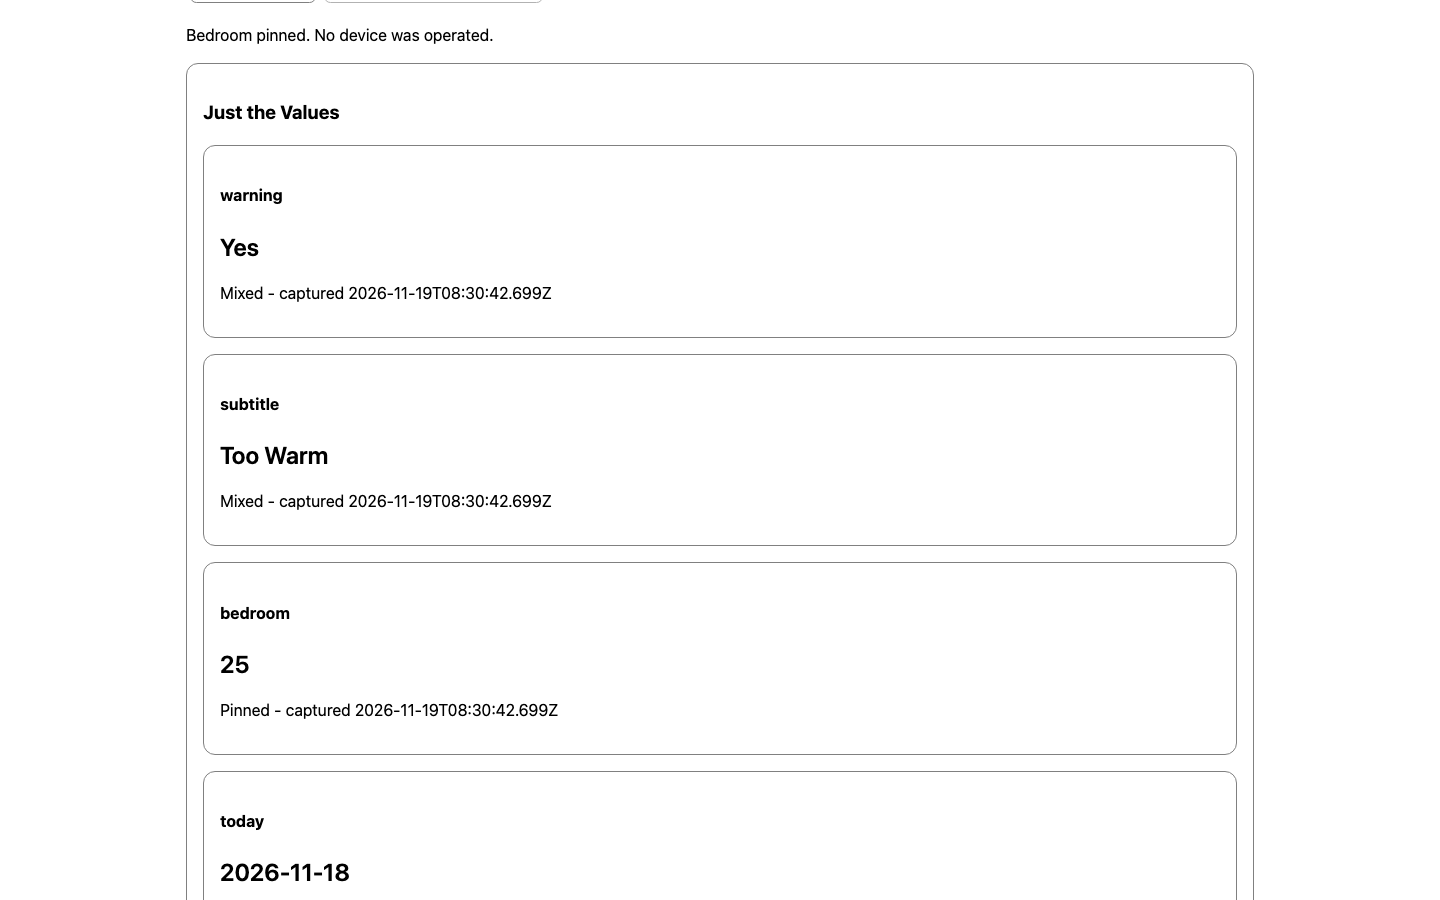 Bedroom pinned. No device was operated.
Just the Values
warning
Yes
Mixed - captured 2026-11-19T08:30:42.699Z
subtitle
Too Warm
Mixed - captured 2026-11-19T08:30:42.699Z
bedroom
25
Pinned - captured 2026-11-19T08:30:42.699Z
today
2026-11-18